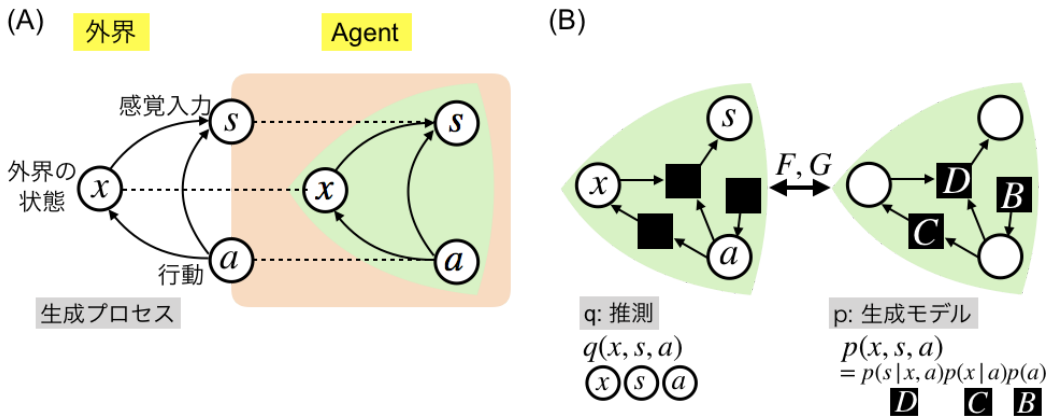 (A)
外界
Agent
感覚入力
s
s
外界の
状態
x
x
a
a
行動
生成プロセス
(B)
s
x
a
F, G
D
B
C
q: 推測
q(x, s, a)
x s a
p: 生成モデル
p(x, s, a)
= p(s|x, a)p(x|a)p(a)
D C B